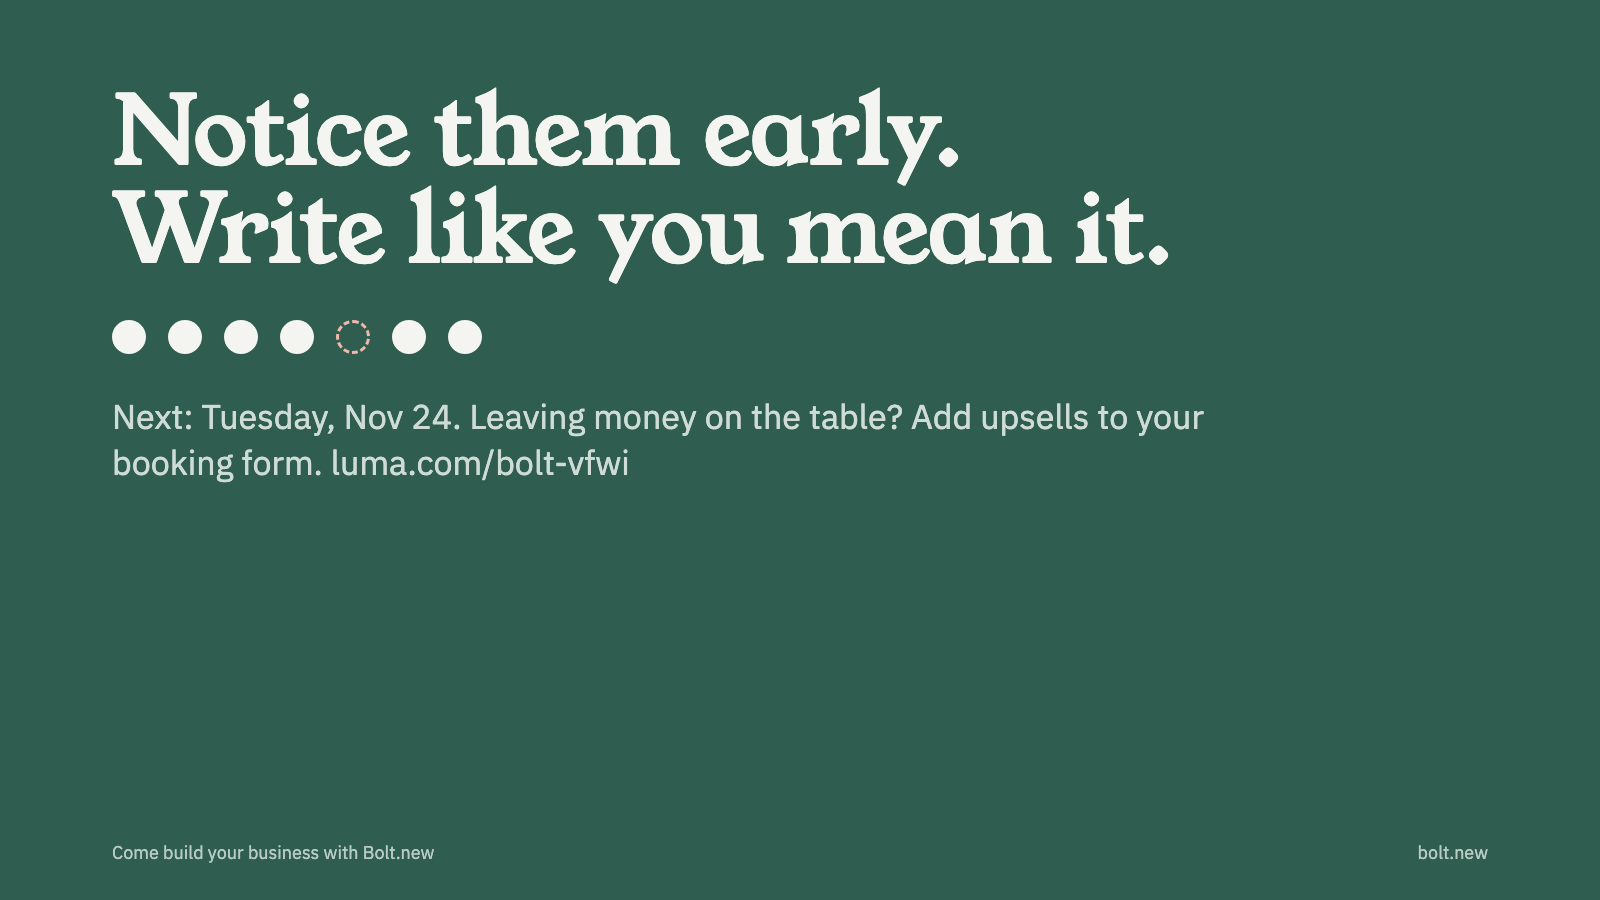 Notice them early.
Write like you mean it.
Next: Tuesday, Nov 24. Leaving money on the table? Add upsells to your
booking form. luma.com/bolt-vfwi
Come build your business with Bolt.new
bolt.new